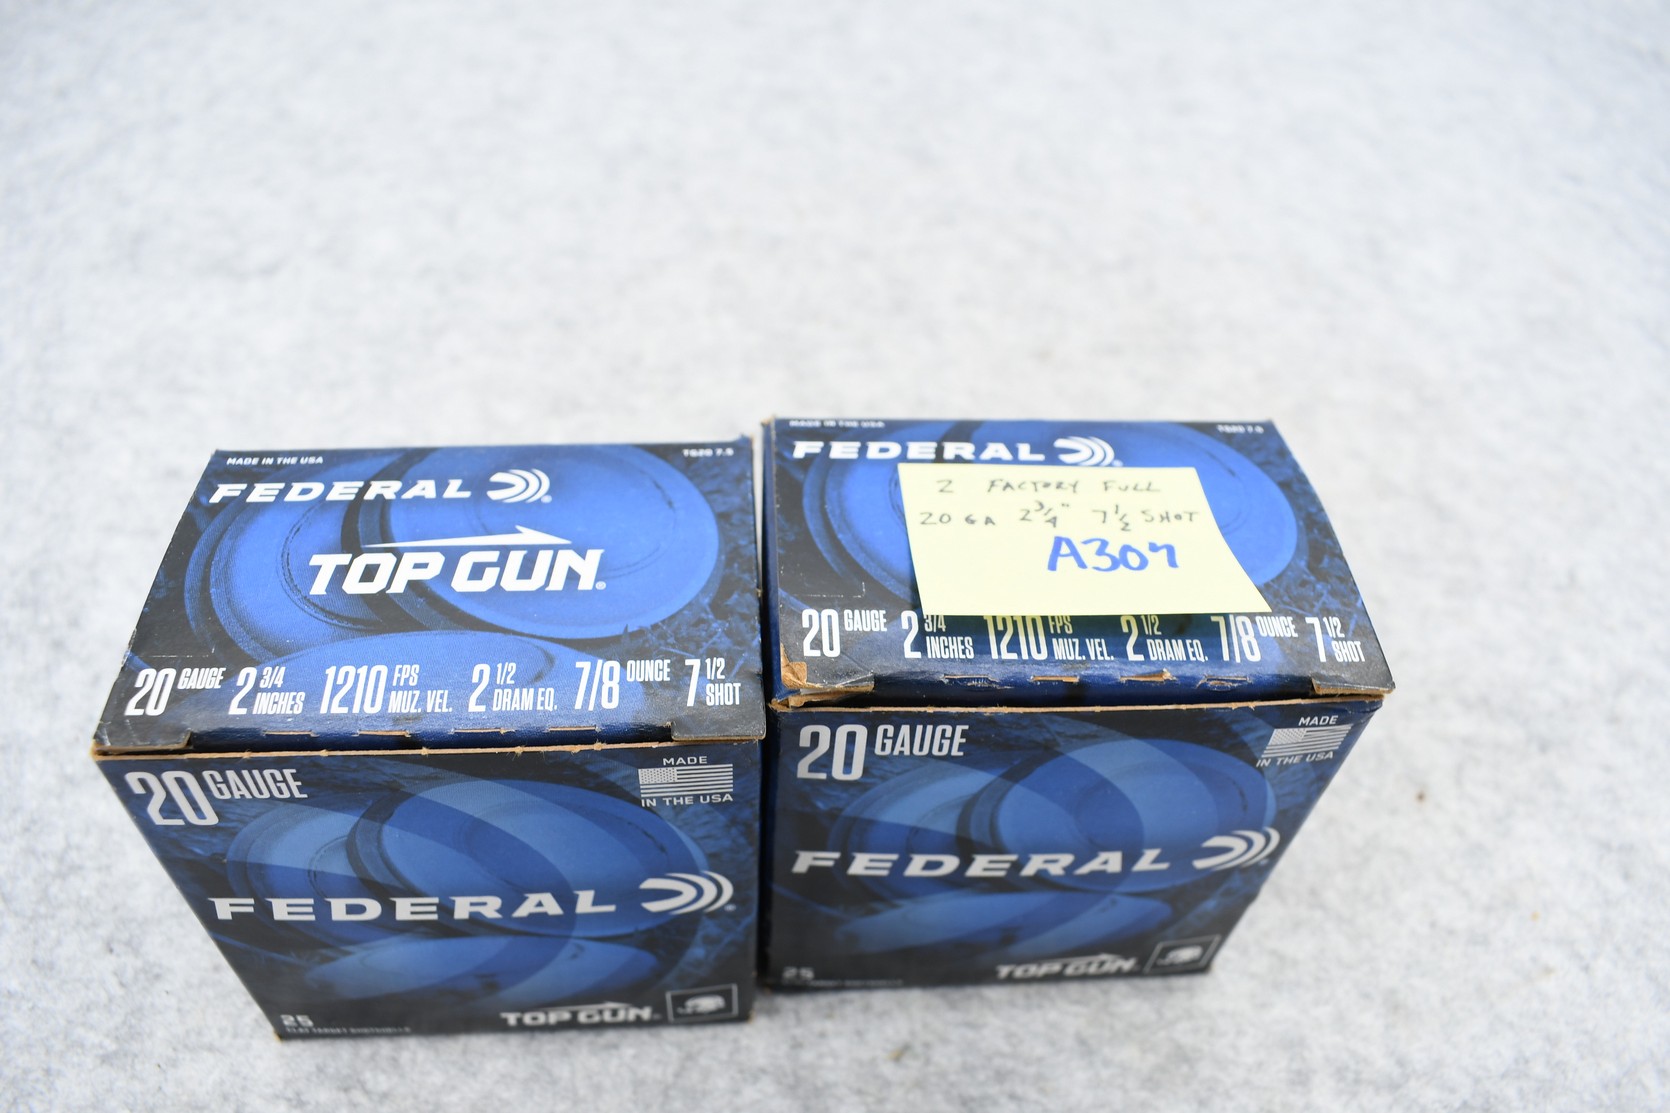 MADE IN THE USA
TG20 7.5
FEDERAL
TOP GUN
20 GAUGE 2 3/4 INCHES 1210 FPS MUZ. VEL. 2 1/2 DRAM EQ. 7/8 OUNCE 7 1/2 SHOT
20 GAUGE
MADE
IN THE USA
FEDERAL
25
TOP GUN
CLAY TARGET SHOTSHELLS
MADE IN THE USA
TG20 7.5
FEDERAL
2 FACTORY FULL
20 GA 2 3/4" 7 1/2 SHOT
20 GAUGE 2 3/4 INCHES 1210 FPS MUZ. VEL. 2 1/2 DRAM EQ. 7/8 OUNCE 7 1/2 SHOT
20 GAUGE
MADE
IN THE USA
FEDERAL
25
TOP GUN